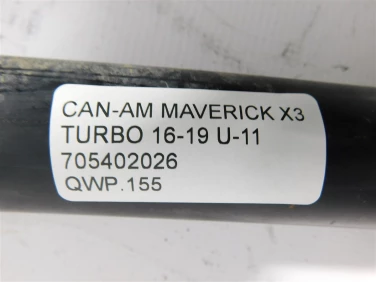 CAN-AM MAVERICK X3
TURBO 16-19 U-11
705402026
QWP.155